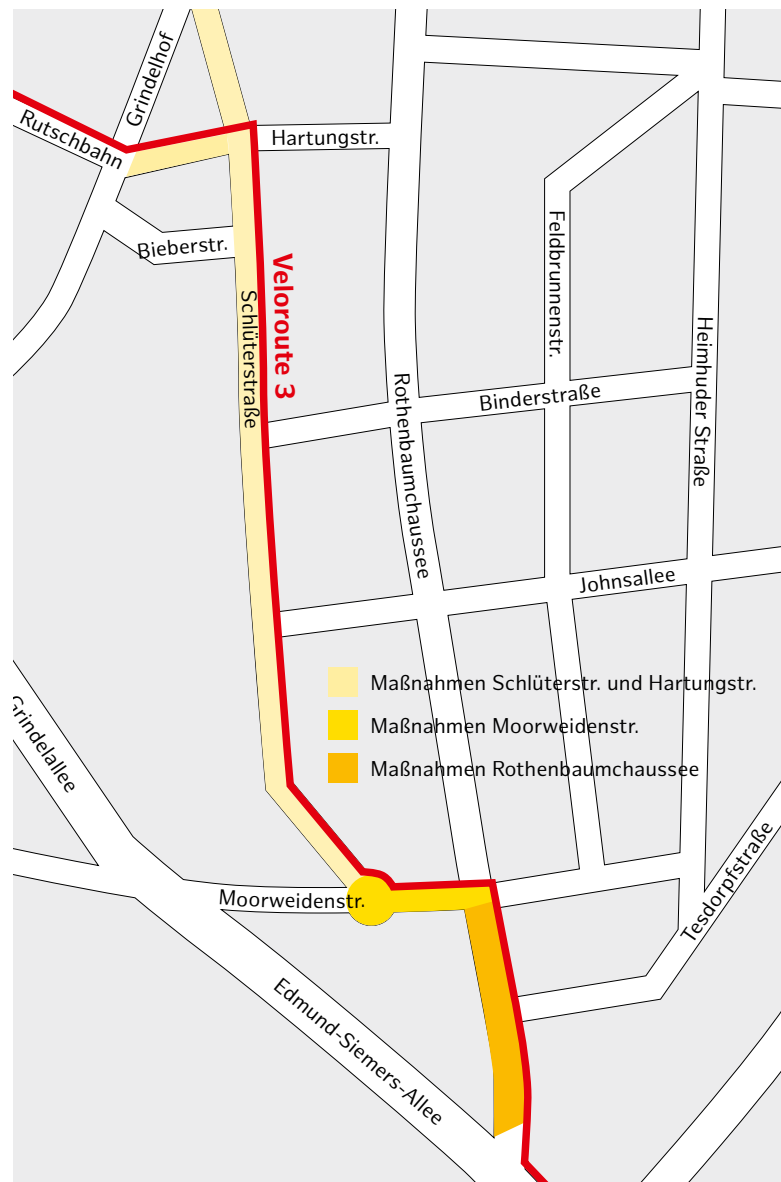 Grindelhof
Rutschbahn
Hartungstr.
Bieberstr.
Veloroute 3
Schlüterstraße
Feldbrunnenstr.
Heimhuder Straße
Rothenbaumchaussee
Binderstraße
Johnsallee
Maßnahmen Schlüterstr. und Hartungstr.
Maßnahmen Moorweidenstr.
Maßnahmen Rothenbaumchaussee
Grindelallee
Moorweidenstr.
Tesdorpfstraße
Edmund-Siemers-Allee